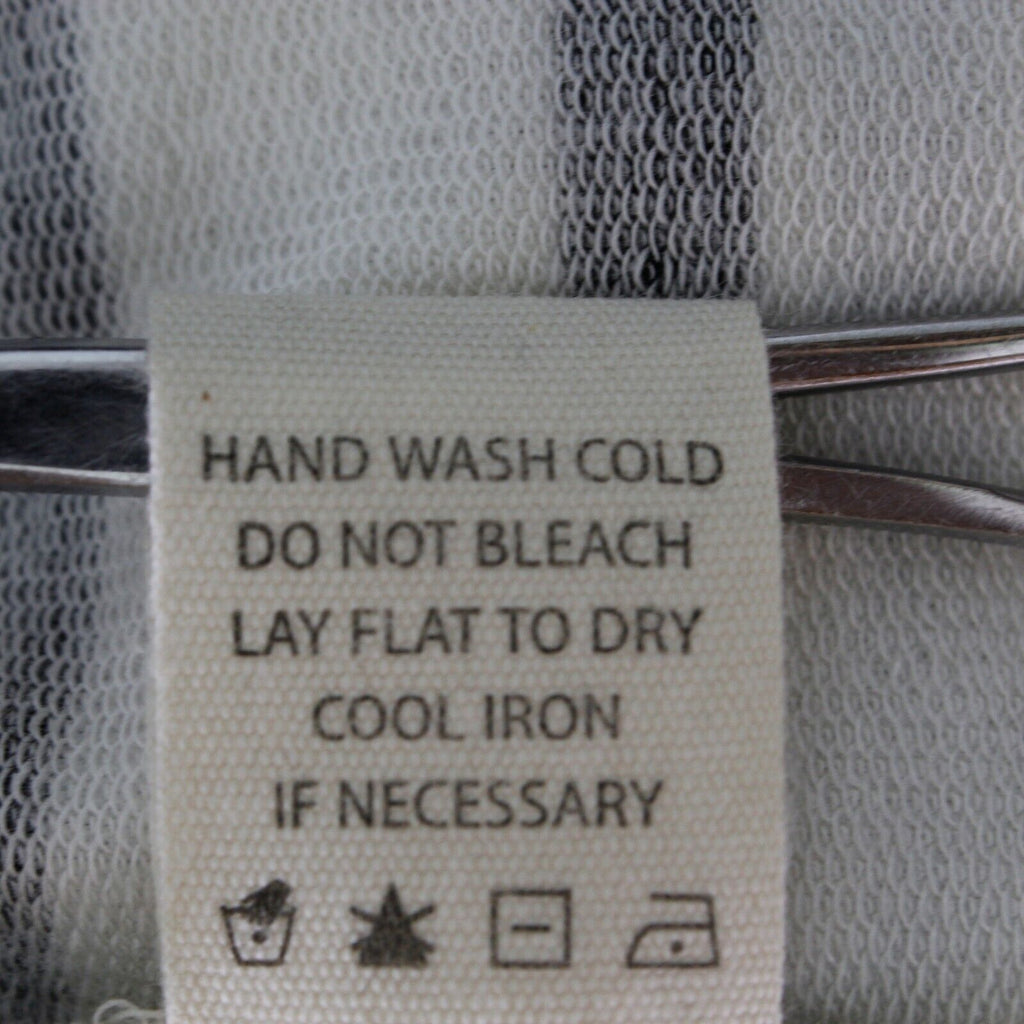 HAND WASH COLD
DO NOT BLEACH
LAY FLAT TO DRY
COOL IRON
IF NECESSARY